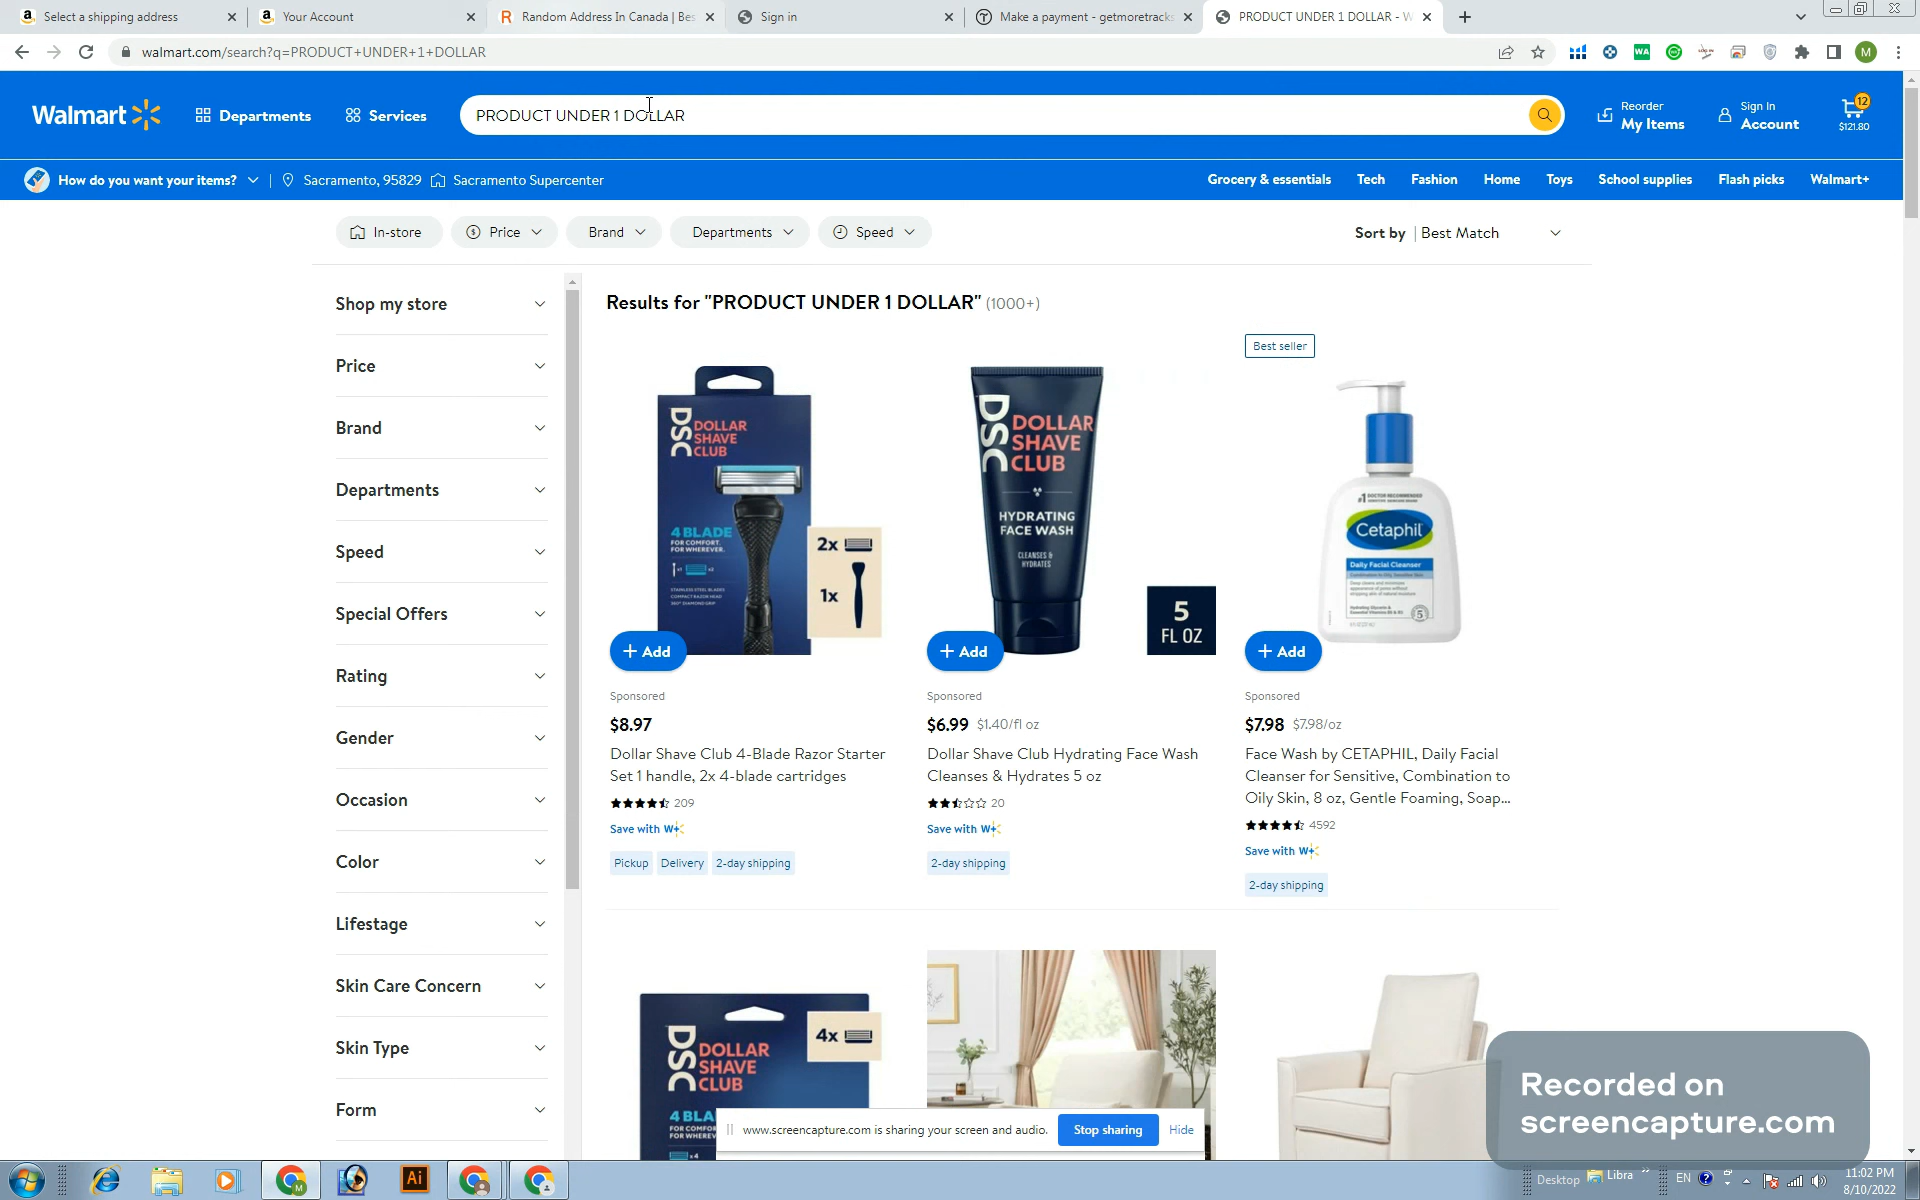 Select a shipping address
Your Account
Random Address In Canada | Bes
Sign in
Make a payment - getmoretracks
PRODUCT UNDER 1 DOLLAR - W
walmart.com/search?q=PRODUCT+UNDER+1+DOLLAR
WA
M
Walmart
Departments
Services
PRODUCT UNDER 1 DOLLAR
Reorder
My Items
Sign In
Account
12
$121.80
How do you want your items?
Sacramento, 95829
Sacramento Supercenter
Grocery & essentials
Tech
Fashion
Home
Toys
School supplies
Flash picks
Walmart+
In-store
Price
Brand
Departments
Speed
Sort by
Best Match
Shop my store
Price
Brand
Departments
Speed
Special Offers
Rating
Gender
Occasion
Color
Lifestage
Skin Care Concern
Skin Type
Form
Results for "PRODUCT UNDER 1 DOLLAR" (1000+)
DSC
DOLLAR
SHAVE
CLUB
4 BLADE
FOR COMFORT.
FOR WHEREVER.
2x
1x
+ Add
Sponsored
$8.97
Dollar Shave Club 4-Blade Razor Starter
Set 1 handle, 2x 4-blade cartridges
209
Save with W+
Pickup
Delivery
2-day shipping
DSC
DOLLAR
SHAVE
CLUB
HYDRATING
FACE WASH
CLEANSES &
HYDRATES
5
FL OZ
+ Add
Sponsored
$6.99 $1.40/fl oz
Dollar Shave Club Hydrating Face Wash
Cleanses & Hydrates 5 oz
20
Save with W+
2-day shipping
Best seller
#1 DOCTOR RECOMMENDED
Cetaphil
Daily Facial Cleanser
+ Add
Sponsored
$7.98 $7.98/oz
Face Wash by CETAPHIL, Daily Facial
Cleanser for Sensitive, Combination to
Oily Skin, 8 oz, Gentle Foaming, Soap...
4592
Save with W+
2-day shipping
DSC
DOLLAR
SHAVE
CLUB
4 BLA
4x
www.screencapture.com is sharing your screen and audio.
Stop sharing
Hide
Recorded on
screencapture.com
Ai
Desktop
Libra
EN
11:02 PM
8/10/2022